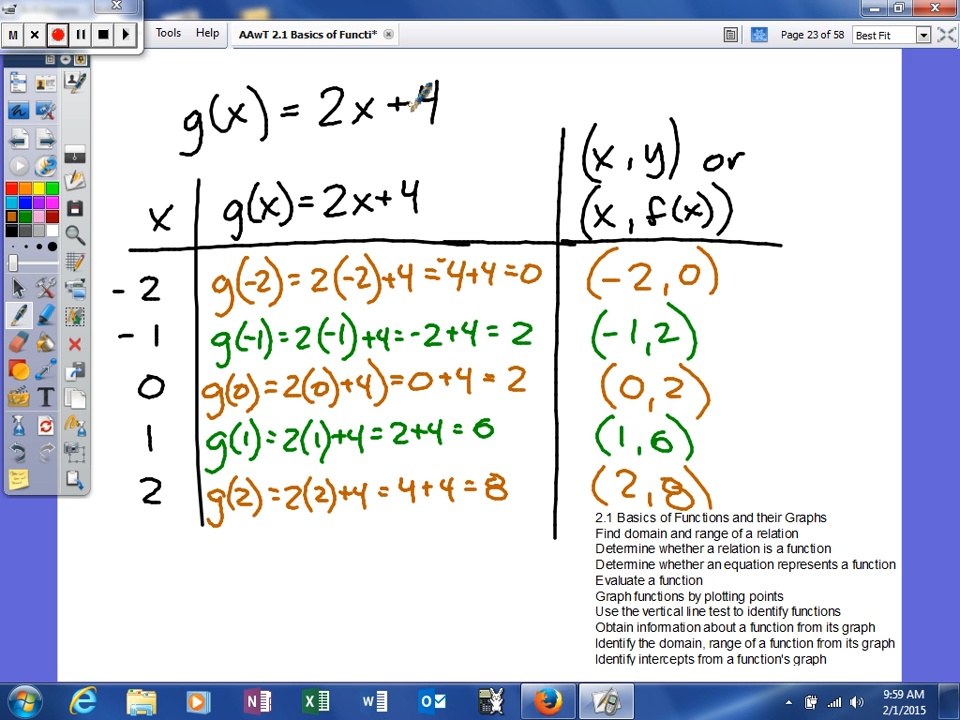 M
Tools Help AAwT 2.1 Basics of Functi* Page 23 of 58 Best Fit
g(x) = 2x+4
x g(x) = 2x+4 (x, y) or
(x, f(x))
-2 g(-2) = 2(-2)+4 = -4+4 = 0 (-2, 0)
-1 g(-1) = 2(-1)+4 = -2+4 = 2 (-1, 2)
0 g(0) = 2(0)+4) = 0+4 = 2 (0, 2)
1 g(1) = 2(1)+4 = 2+4 = 6 (1, 6)
2 g(2) = 2(2)+4 = 4+4 = 8 (2, 8)
2.1 Basics of Functions and their Graphs
Find domain and range of a relation
Determine whether a relation is a function
Determine whether an equation represents a function
Evaluate a function
Graph functions by plotting points
Use the vertical line test to identify functions
Obtain information about a function from its graph
Identify the domain, range of a function from its graph
Identify intercepts from a function's graph
9:59 AM
2/1/2015